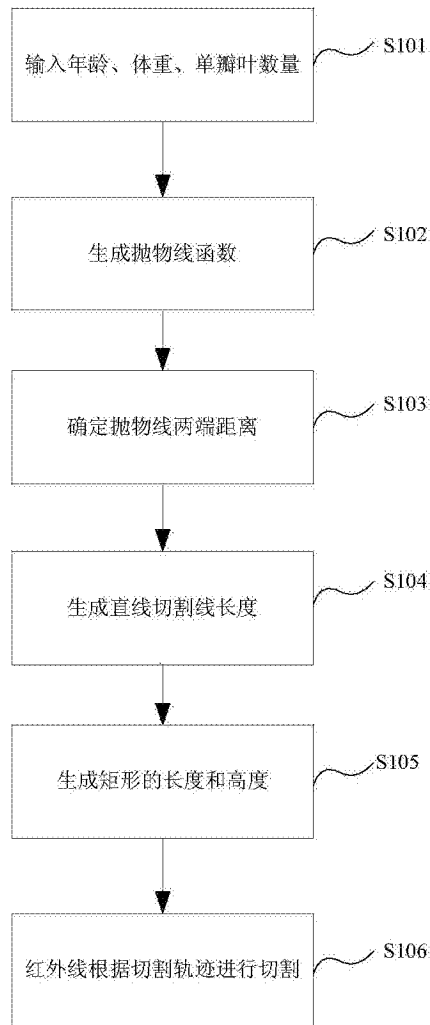 输入年龄、体重、单瓣叶数量
S101
生成抛物线函数
S102
确定抛物线两端距离
S103
生成直线切割线长度
S104
生成矩形的长度和高度
S105
红外线根据切割轨迹进行切割
S106